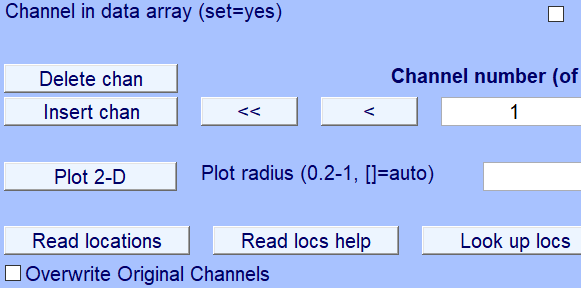 Channel in data array (set=yes)
Delete chan
Channel number (of
Insert chan << < 1
Plot 2-D Plot radius (0.2-1, []=auto)
Read locations Read locs help Look up locs
Overwrite Original Channels